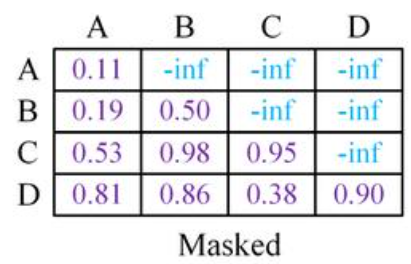 A B C D
A 0.11 -inf -inf -inf
B 0.19 0.50 -inf -inf
C 0.53 0.98 0.95 -inf
D 0.81 0.86 0.38 0.90
Masked